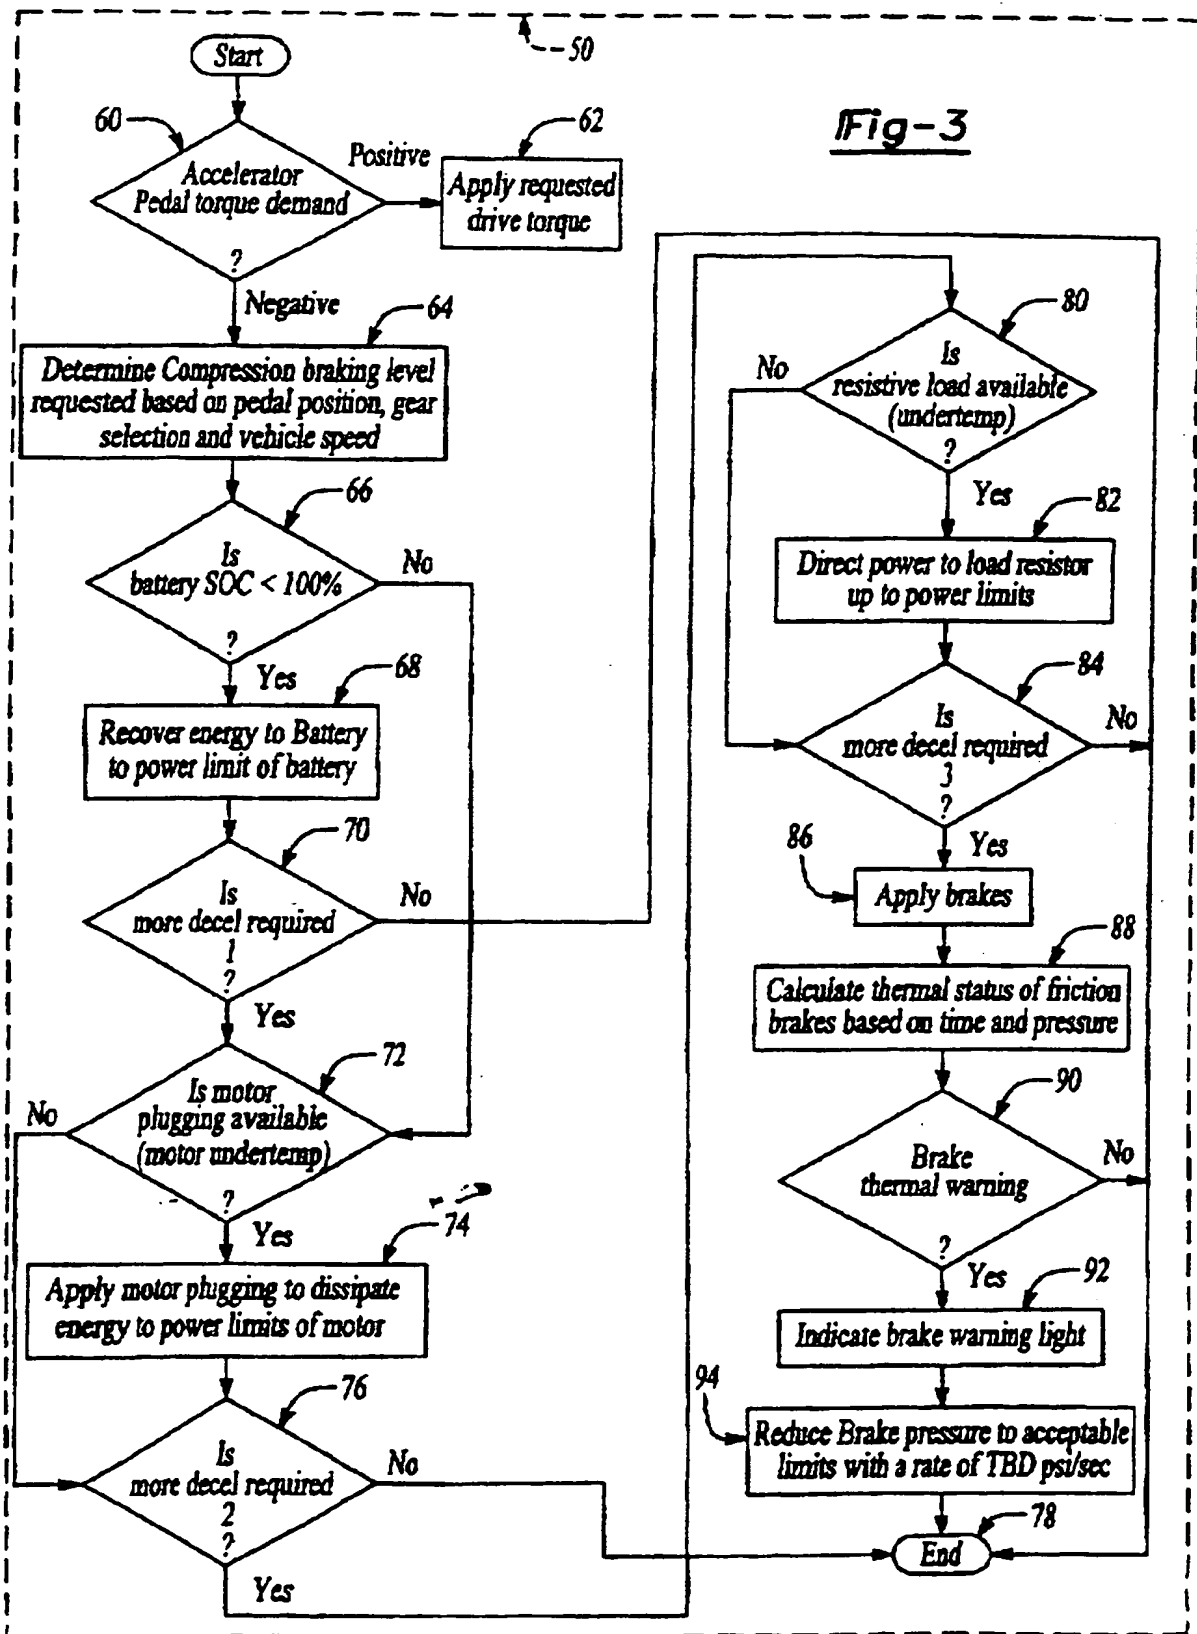 50
Start
Fig-3
60
62
Accelerator
Pedal torque demand
?
Positive
Apply requested
drive torque
Negative
64
Determine Compression braking level
requested based on pedal position, gear
selection and vehicle speed
66
Is
battery SOC < 100%
?
No
Yes
68
Recover energy to Battery
to power limit of battery
70
Is
more decel required
1
?
No
Yes
72
Is motor
plugging available
(motor undertemp)
?
No
Yes
74
Apply motor plugging to dissipate
energy to power limits of motor
76
Is
more decel required
2
?
No
Yes
80
Is
resistive load available
(undertemp)
?
No
Yes
82
Direct power to load resistor
up to power limits
84
Is
more decel required
3
?
No
Yes
86
Apply brakes
88
Calculate thermal status of friction
brakes based on time and pressure
90
Brake
thermal warning
?
No
Yes
92
Indicate brake warning light
94
Reduce Brake pressure to acceptable
limits with a rate of TBD psi/sec
78
End